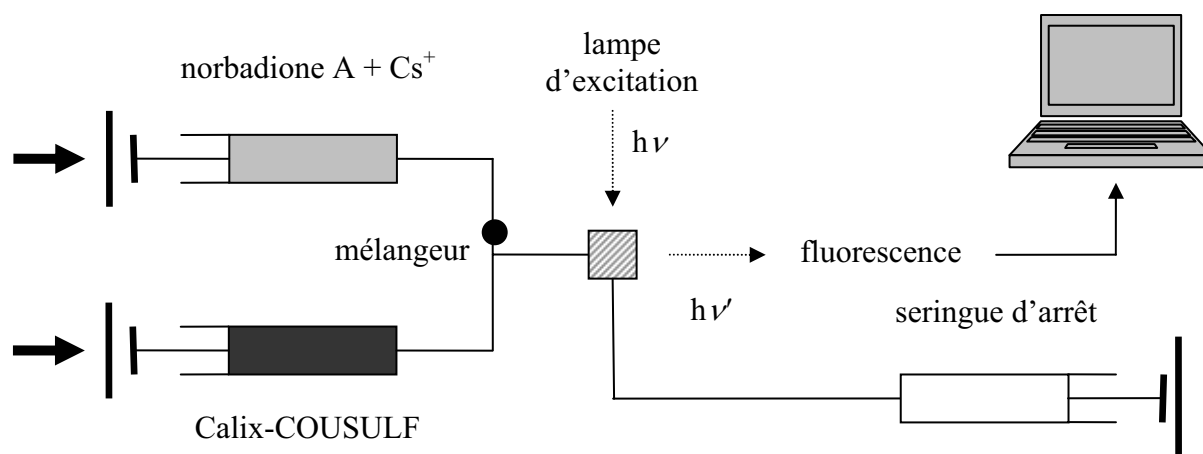 lampe
d’excitation
norbadione A + Cs⁺
hν
mélangeur
fluorescence
hν′
seringue d’arrêt
Calix-COUSULF